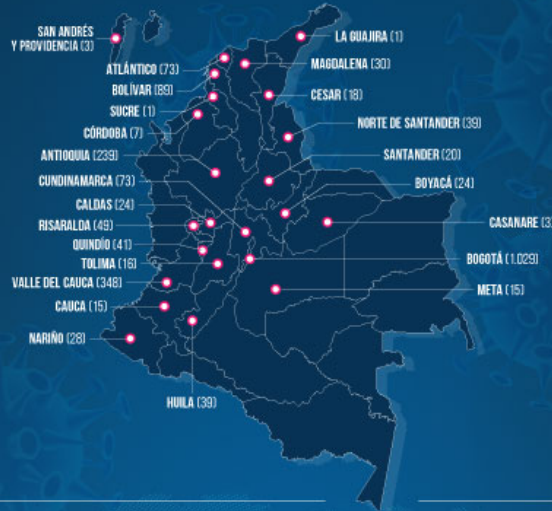 SAN ANDRÉS
Y PROVIDENCIA (3)
ATLÁNTICO (73)
BOLÍVAR (89)
SUCRE (1)
CÓRDOBA (7)
ANTIOQUIA (239)
CUNDINAMARCA (73)
CALDAS (24)
RISARALDA (49)
QUINDÍO (41)
TOLIMA (16)
VALLE DEL CAUCA (348)
CAUCA (15)
NARIÑO (28)
HUILA (39)
LA GUAJIRA (1)
MAGDALENA (30)
CESAR (18)
NORTE DE SANTANDER (39)
SANTANDER (20)
BOYACÁ (24)
CASANARE (3
BOGOTÁ (1.029)
META (15)